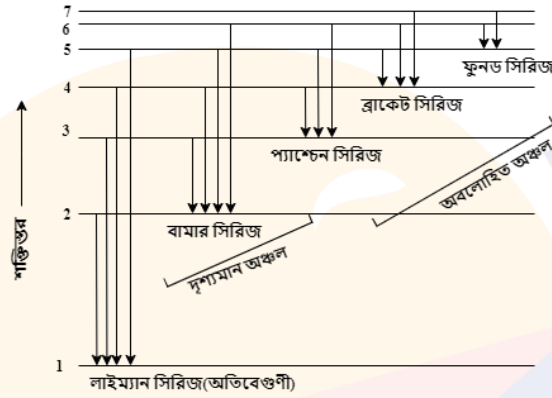 7
6
5
ফুনড সিরিজ
4
ব্রাকেট সিরিজ
3
প্যাশ্চেন সিরিজ
অবলোহিত অঞ্চল
শক্তিস্তর
2
বামার সিরিজ
দৃশ্যমান অঞ্চল
1
লাইম্যান সিরিজ(অতিবেগুণী)